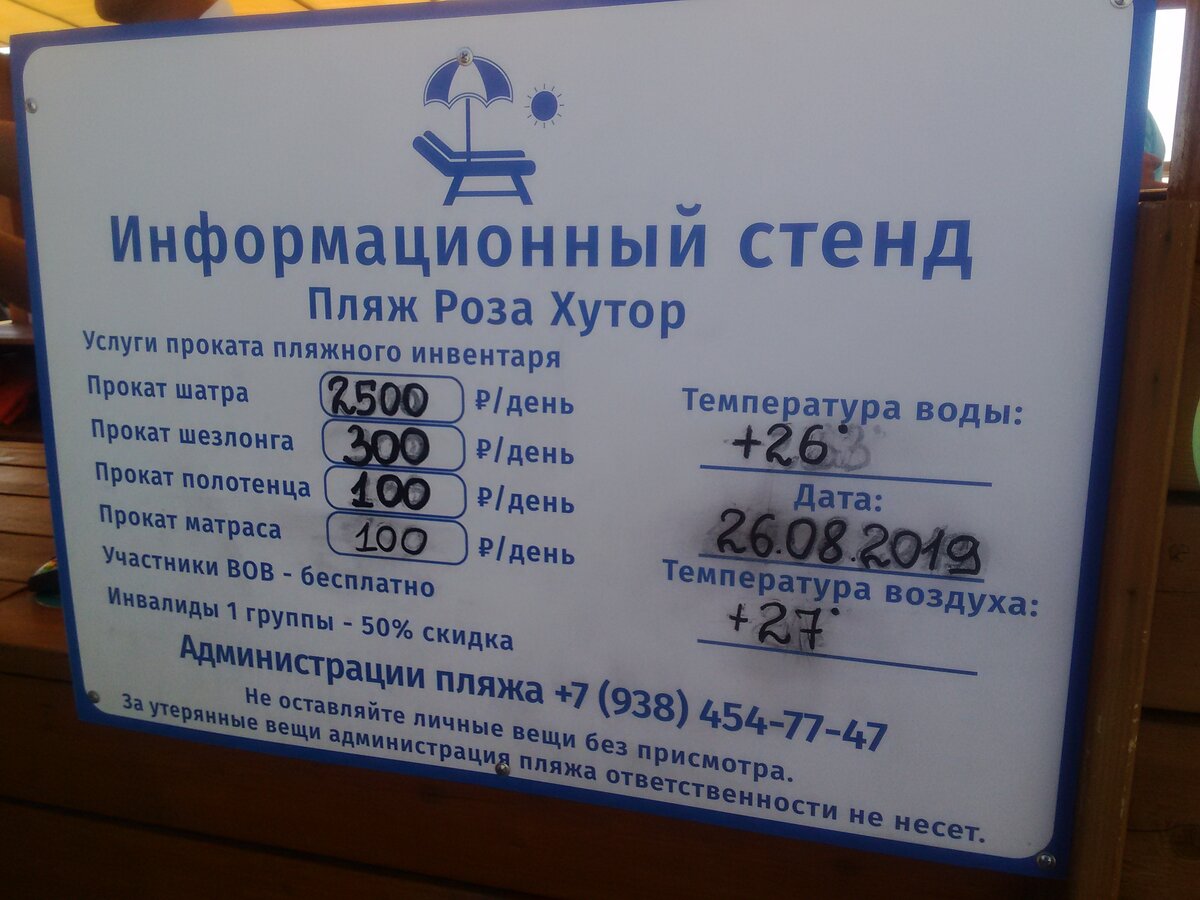 Информационный стенд
Пляж Роза Хутор
Услуги проката пляжного инвентаря
Прокат шатра 2500 ₽/день
Прокат шезлонга 300 ₽/день
Прокат полотенца 100 ₽/день
Прокат матраса 100 ₽/день
Участники ВОВ - бесплатно
Инвалиды 1 группы - 50% скидка
Температура воды:
+26°
Дата:
26.08.2019
Температура воздуха:
+27°
Администрации пляжа +7 (938) 454-77-47
Не оставляйте личные вещи без присмотра.
За утерянные вещи администрация пляжа ответственности не несет.